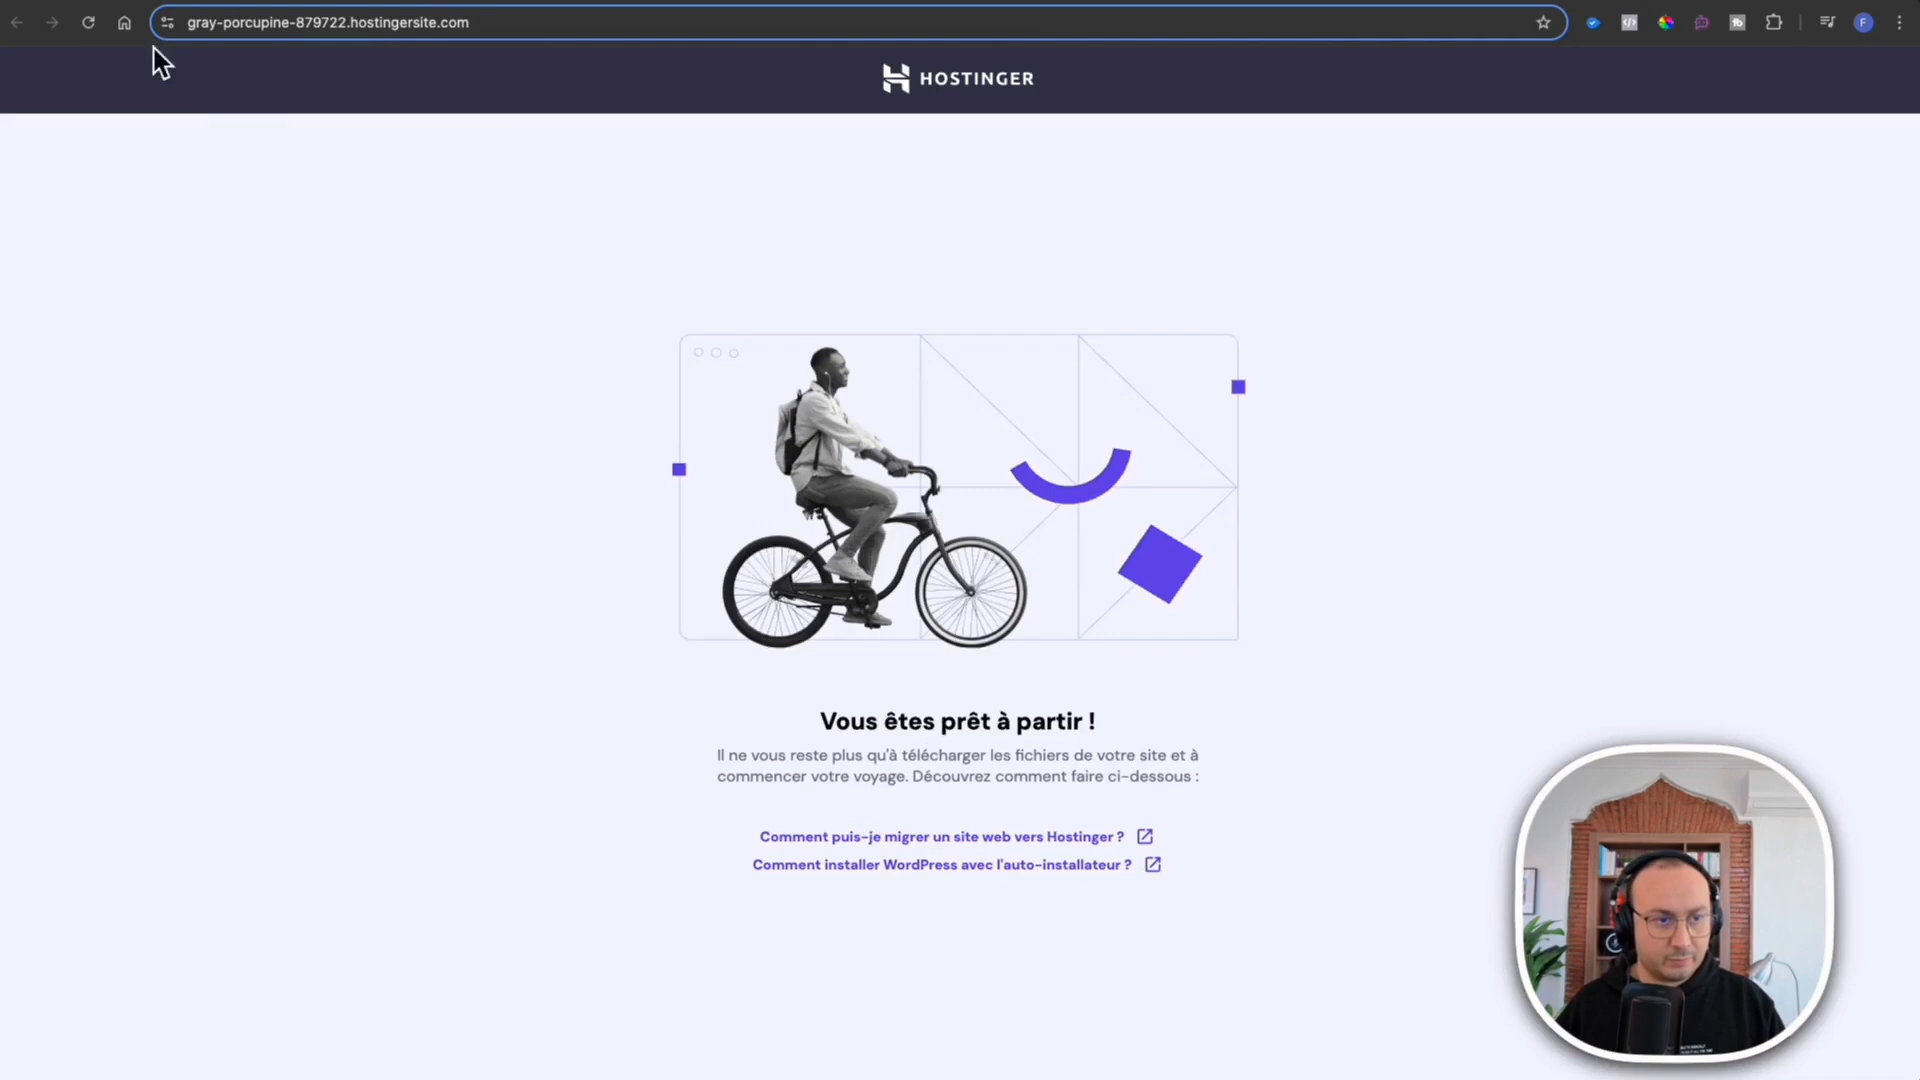 gray-porcupine-879722.hostingersite.com
F
HOSTINGER
Vous êtes prêt à partir !
Il ne vous reste plus qu'à télécharger les fichiers de votre site et à
commencer votre voyage. Découvrez comment faire ci-dessous :
Comment puis-je migrer un site web vers Hostinger ?
Comment installer WordPress avec l'auto-installateur ?